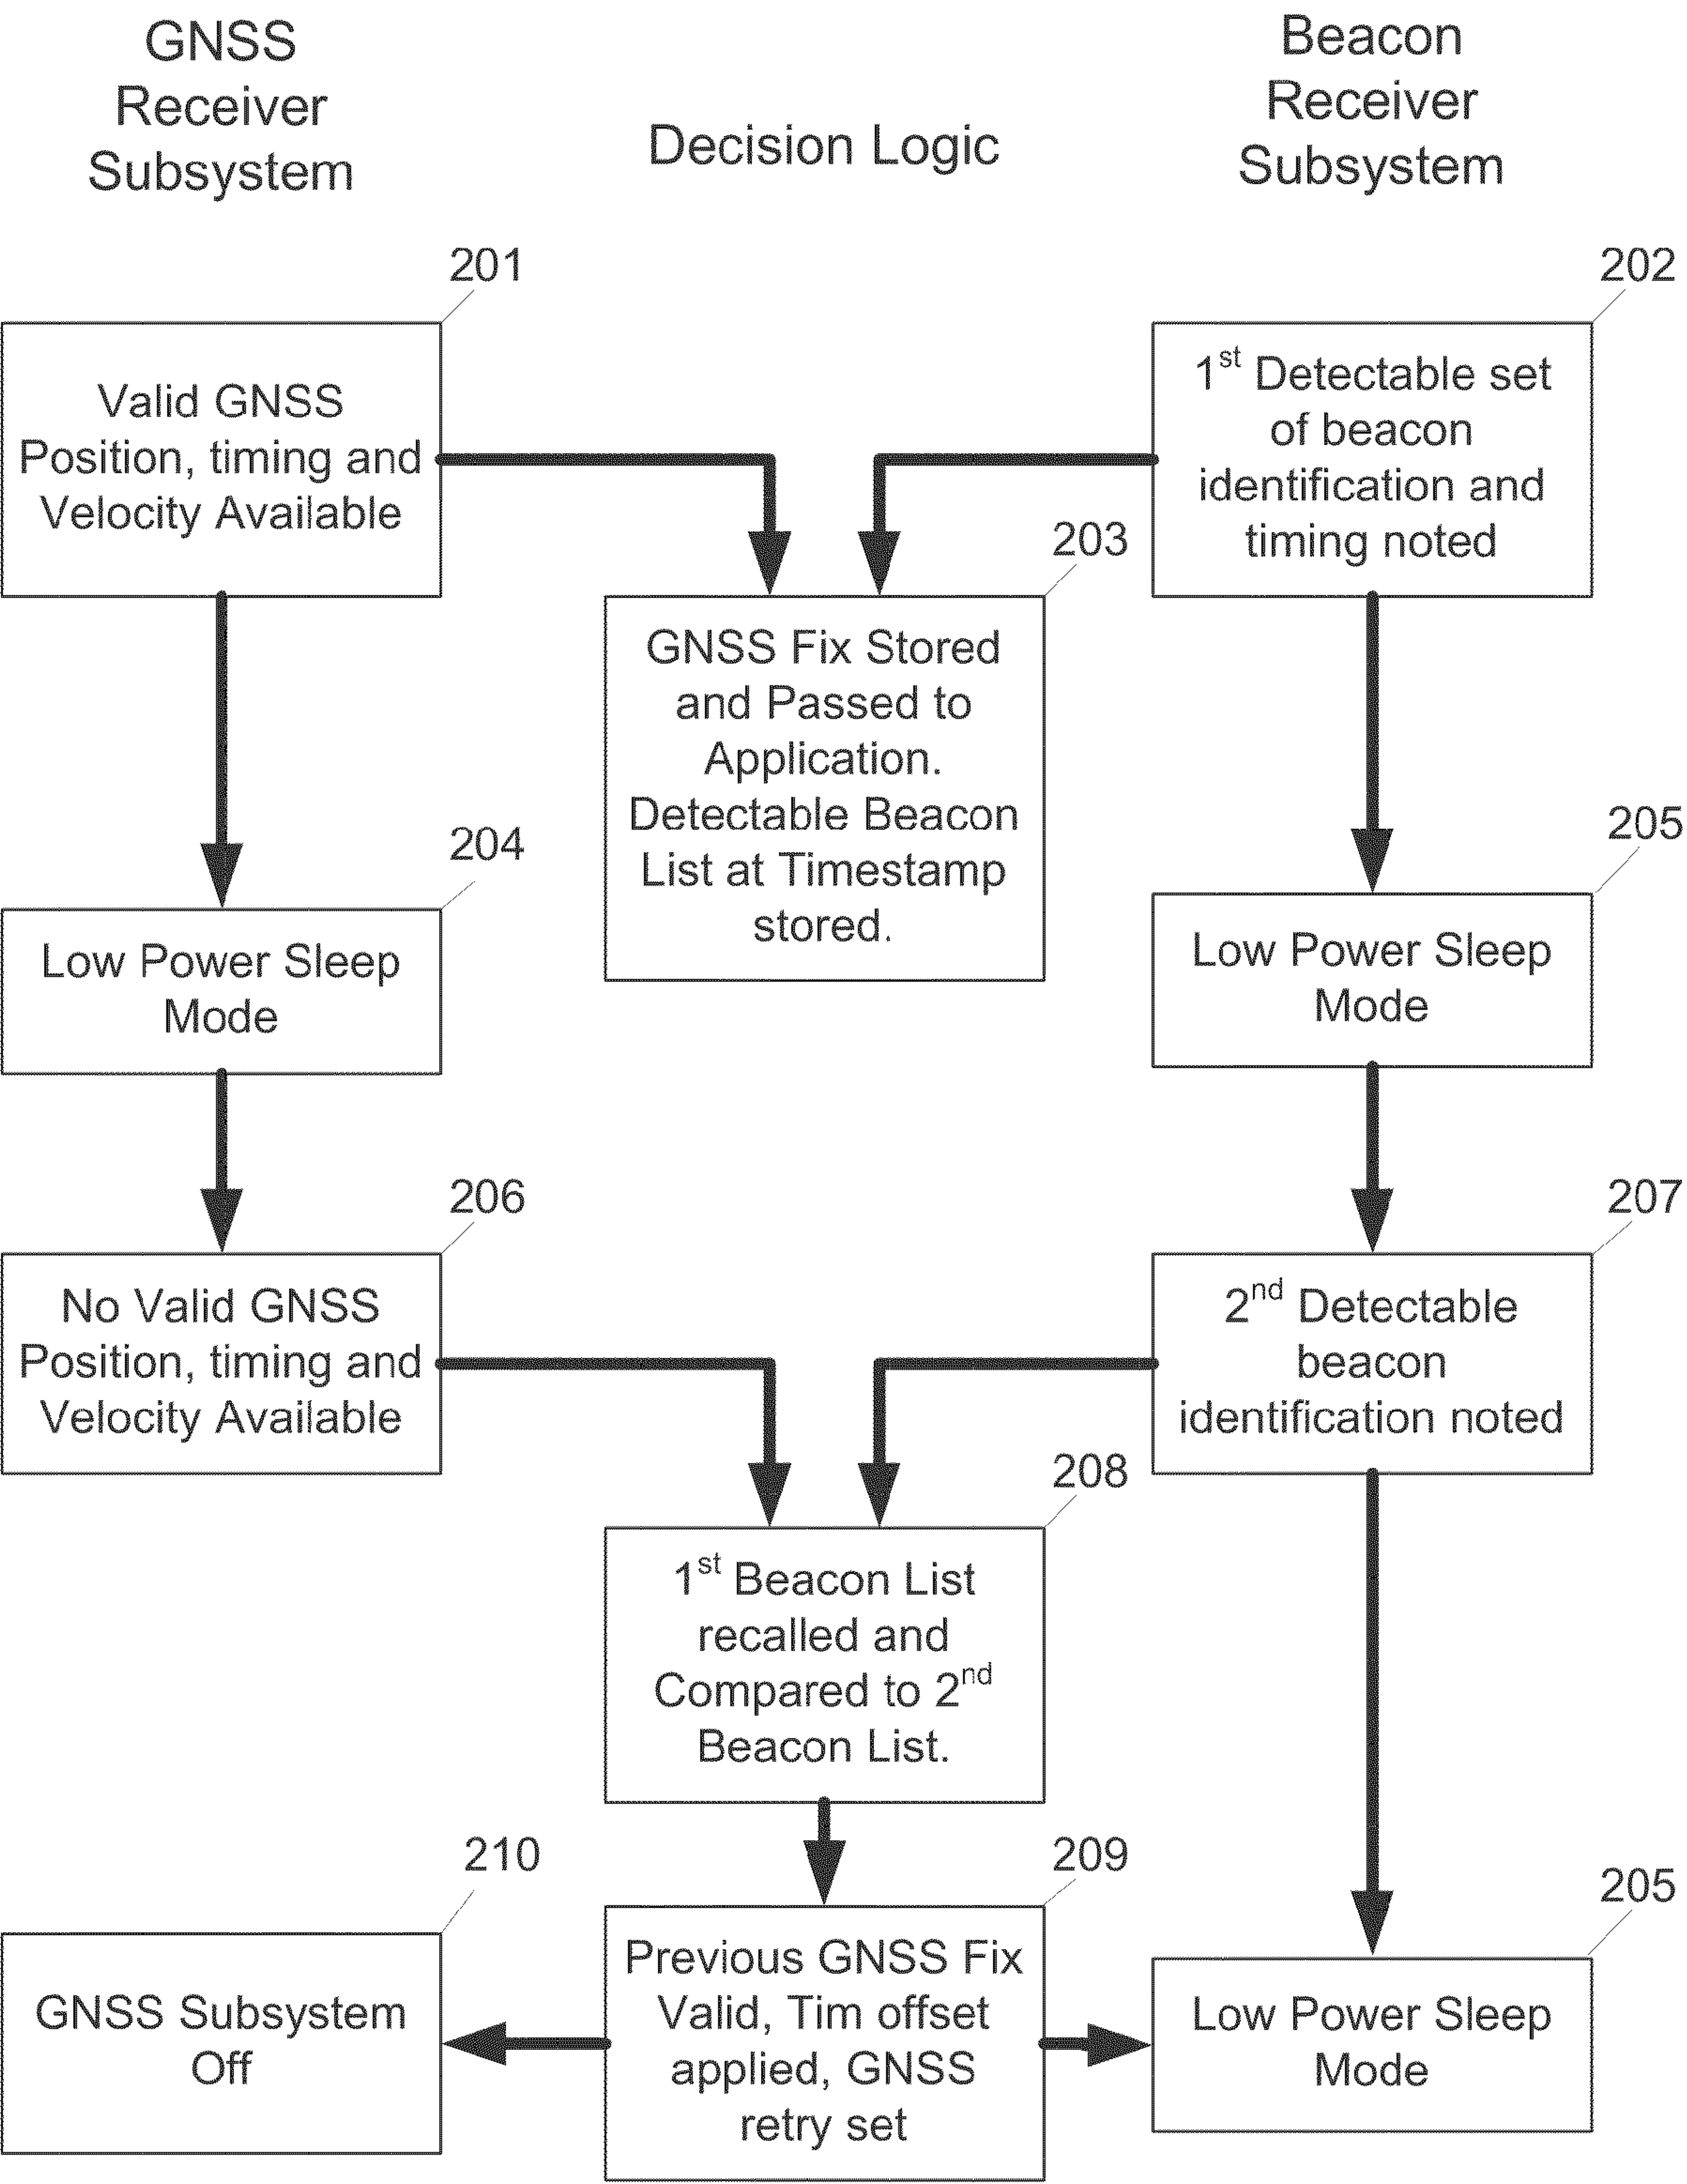 GNSS
Receiver
Subsystem
Decision Logic
Beacon
Receiver
Subsystem
201
Valid GNSS
Position, timing and
Velocity Available
202
1st Detectable set
of beacon
identification and
timing noted
203
GNSS Fix Stored
and Passed to
Application.
Detectable Beacon
List at Timestamp
stored.
204
Low Power Sleep
Mode
205
Low Power Sleep
Mode
206
No Valid GNSS
Position, timing and
Velocity Available
207
2nd Detectable
beacon
identification noted
208
1st Beacon List
recalled and
Compared to 2nd
Beacon List.
210
GNSS Subsystem
Off
209
Previous GNSS Fix
Valid, Tim offset
applied, GNSS
retry set
205
Low Power Sleep
Mode